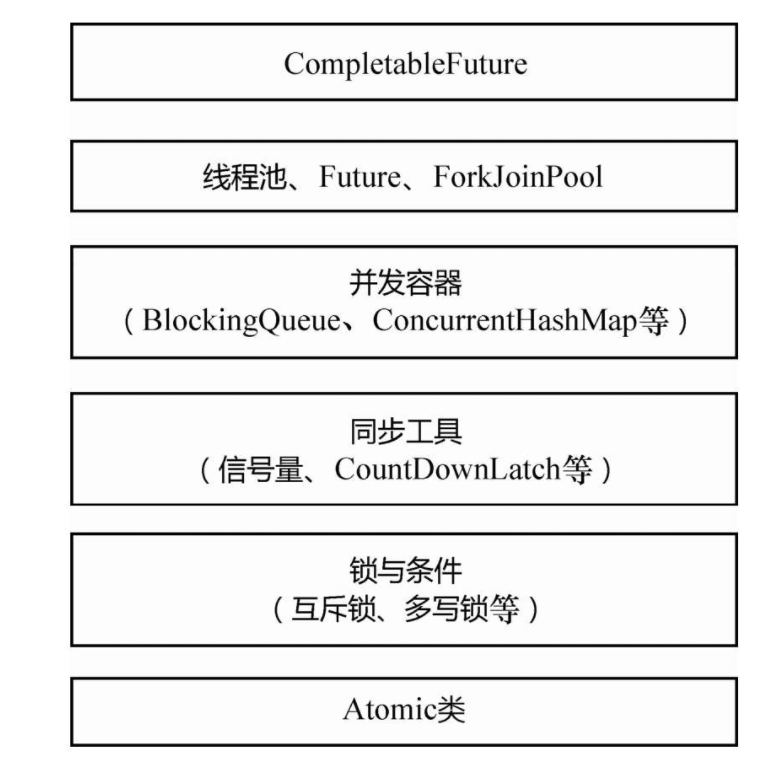 CompletableFuture
线程池、Future、ForkJoinPool
并发容器
（BlockingQueue、ConcurrentHashMap等）
同步工具
（信号量、CountDownLatch等）
锁与条件
（互斥锁、多写锁等）
Atomic类